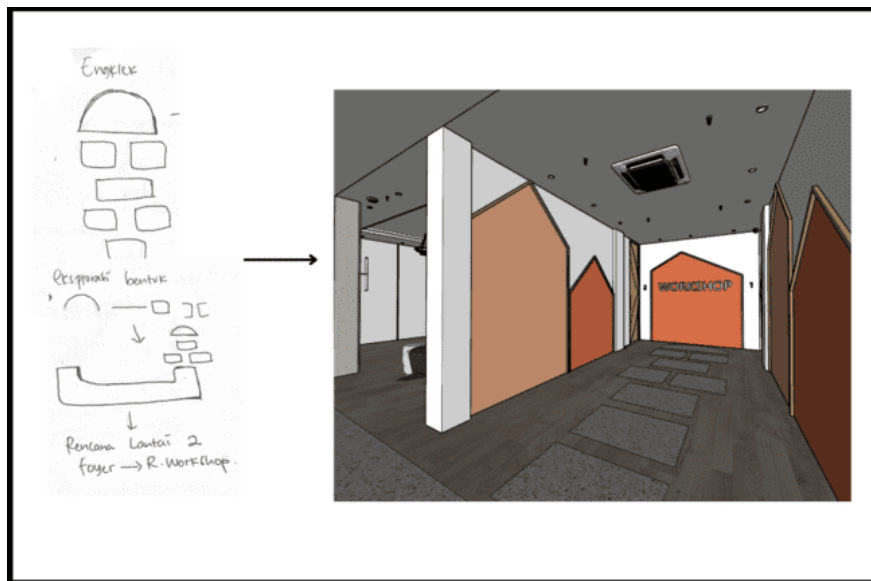 Engklek
eksplorasi bentuk
Rencana Lantai 2
foyer → R. Workshop.
WORKSHOP